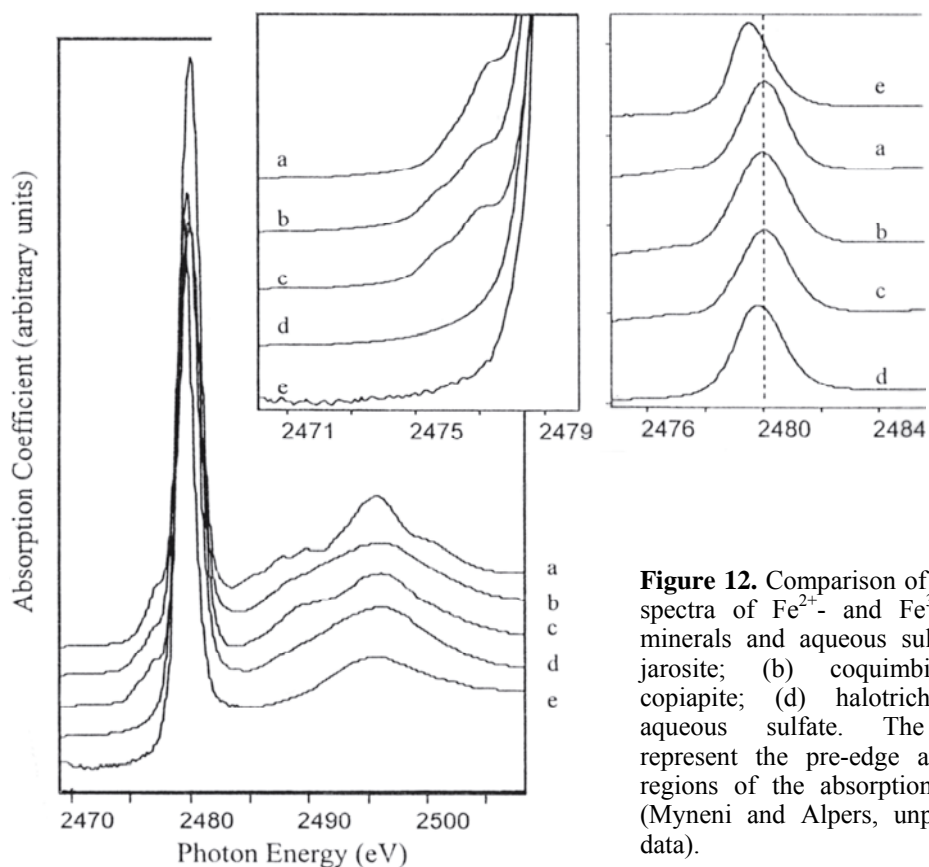 a
b
c
d
e
2471 2475 2479
e
a
b
c
d
2476 2480 2484
a
b
c
d
e
Absorption Coefficient (arbitrary units)
2470 2480 2490 2495 2500
Photon Energy (eV)
Figure 12. Comparison of
spectra of Fe²⁺- and Fe³
minerals and aqueous sul
jarosite; (b) coquimbi
copiapite; (d) halotrich
aqueous sulfate. The
represent the pre-edge a
regions of the absorption
(Myneni and Alpers, unp
data).